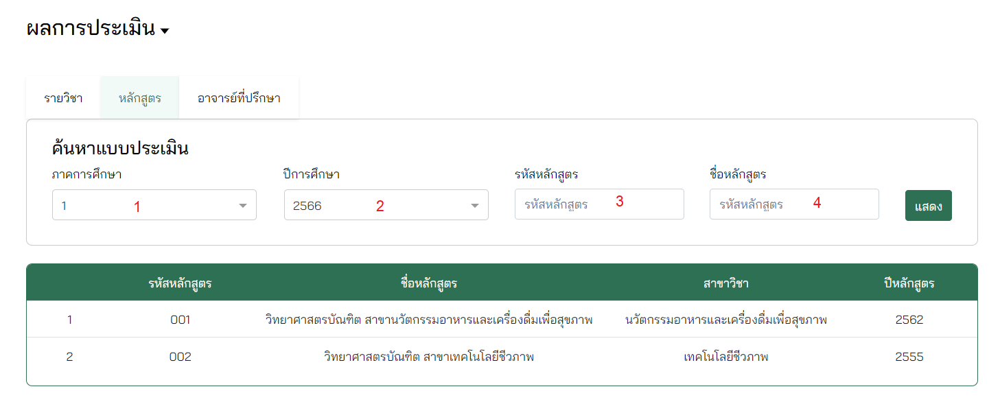 ผลการประเมิน
รายวิชา หลักสูตร อาจารย์ที่ปรึกษา
ค้นหาแบบประเมิน
ภาคการศึกษา ปีการศึกษา รหัสหลักสูตร ชื่อหลักสูตร
1 1 2566 2 รหัสหลักสูตร 3 รหัสหลักสูตร 4 แสดง
รหัสหลักสูตร ชื่อหลักสูตร สาขาวิชา ปีหลักสูตร
1 001 วิทยาศาสตรบัณฑิต สาขานวัตกรรมอาหารและเครื่องดื่มเพื่อสุขภาพ นวัตกรรมอาหารและเครื่องดื่มเพื่อสุขภาพ 2562
2 002 วิทยาศาสตรบัณฑิต สาขาเทคโนโลยีชีวภาพ เทคโนโลยีชีวภาพ 2555